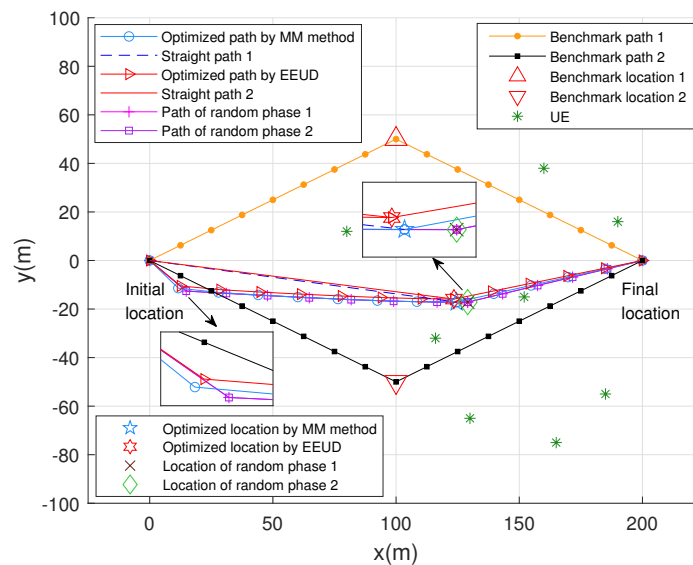 Optimized path by MM method
Straight path 1
Optimized path by EEUD
Straight path 2
Path of random phase 1
Path of random phase 2
Benchmark path 1
Benchmark path 2
Benchmark location 1
Benchmark location 2
UE
100
80
60
40
20
0
-20
-40
-60
-80
-100
y(m)
Initial
location
Final
location
Optimized location by MM method
Optimized location by EEUD
Location of random phase 1
Location of random phase 2
0
50
100
150
200
x(m)